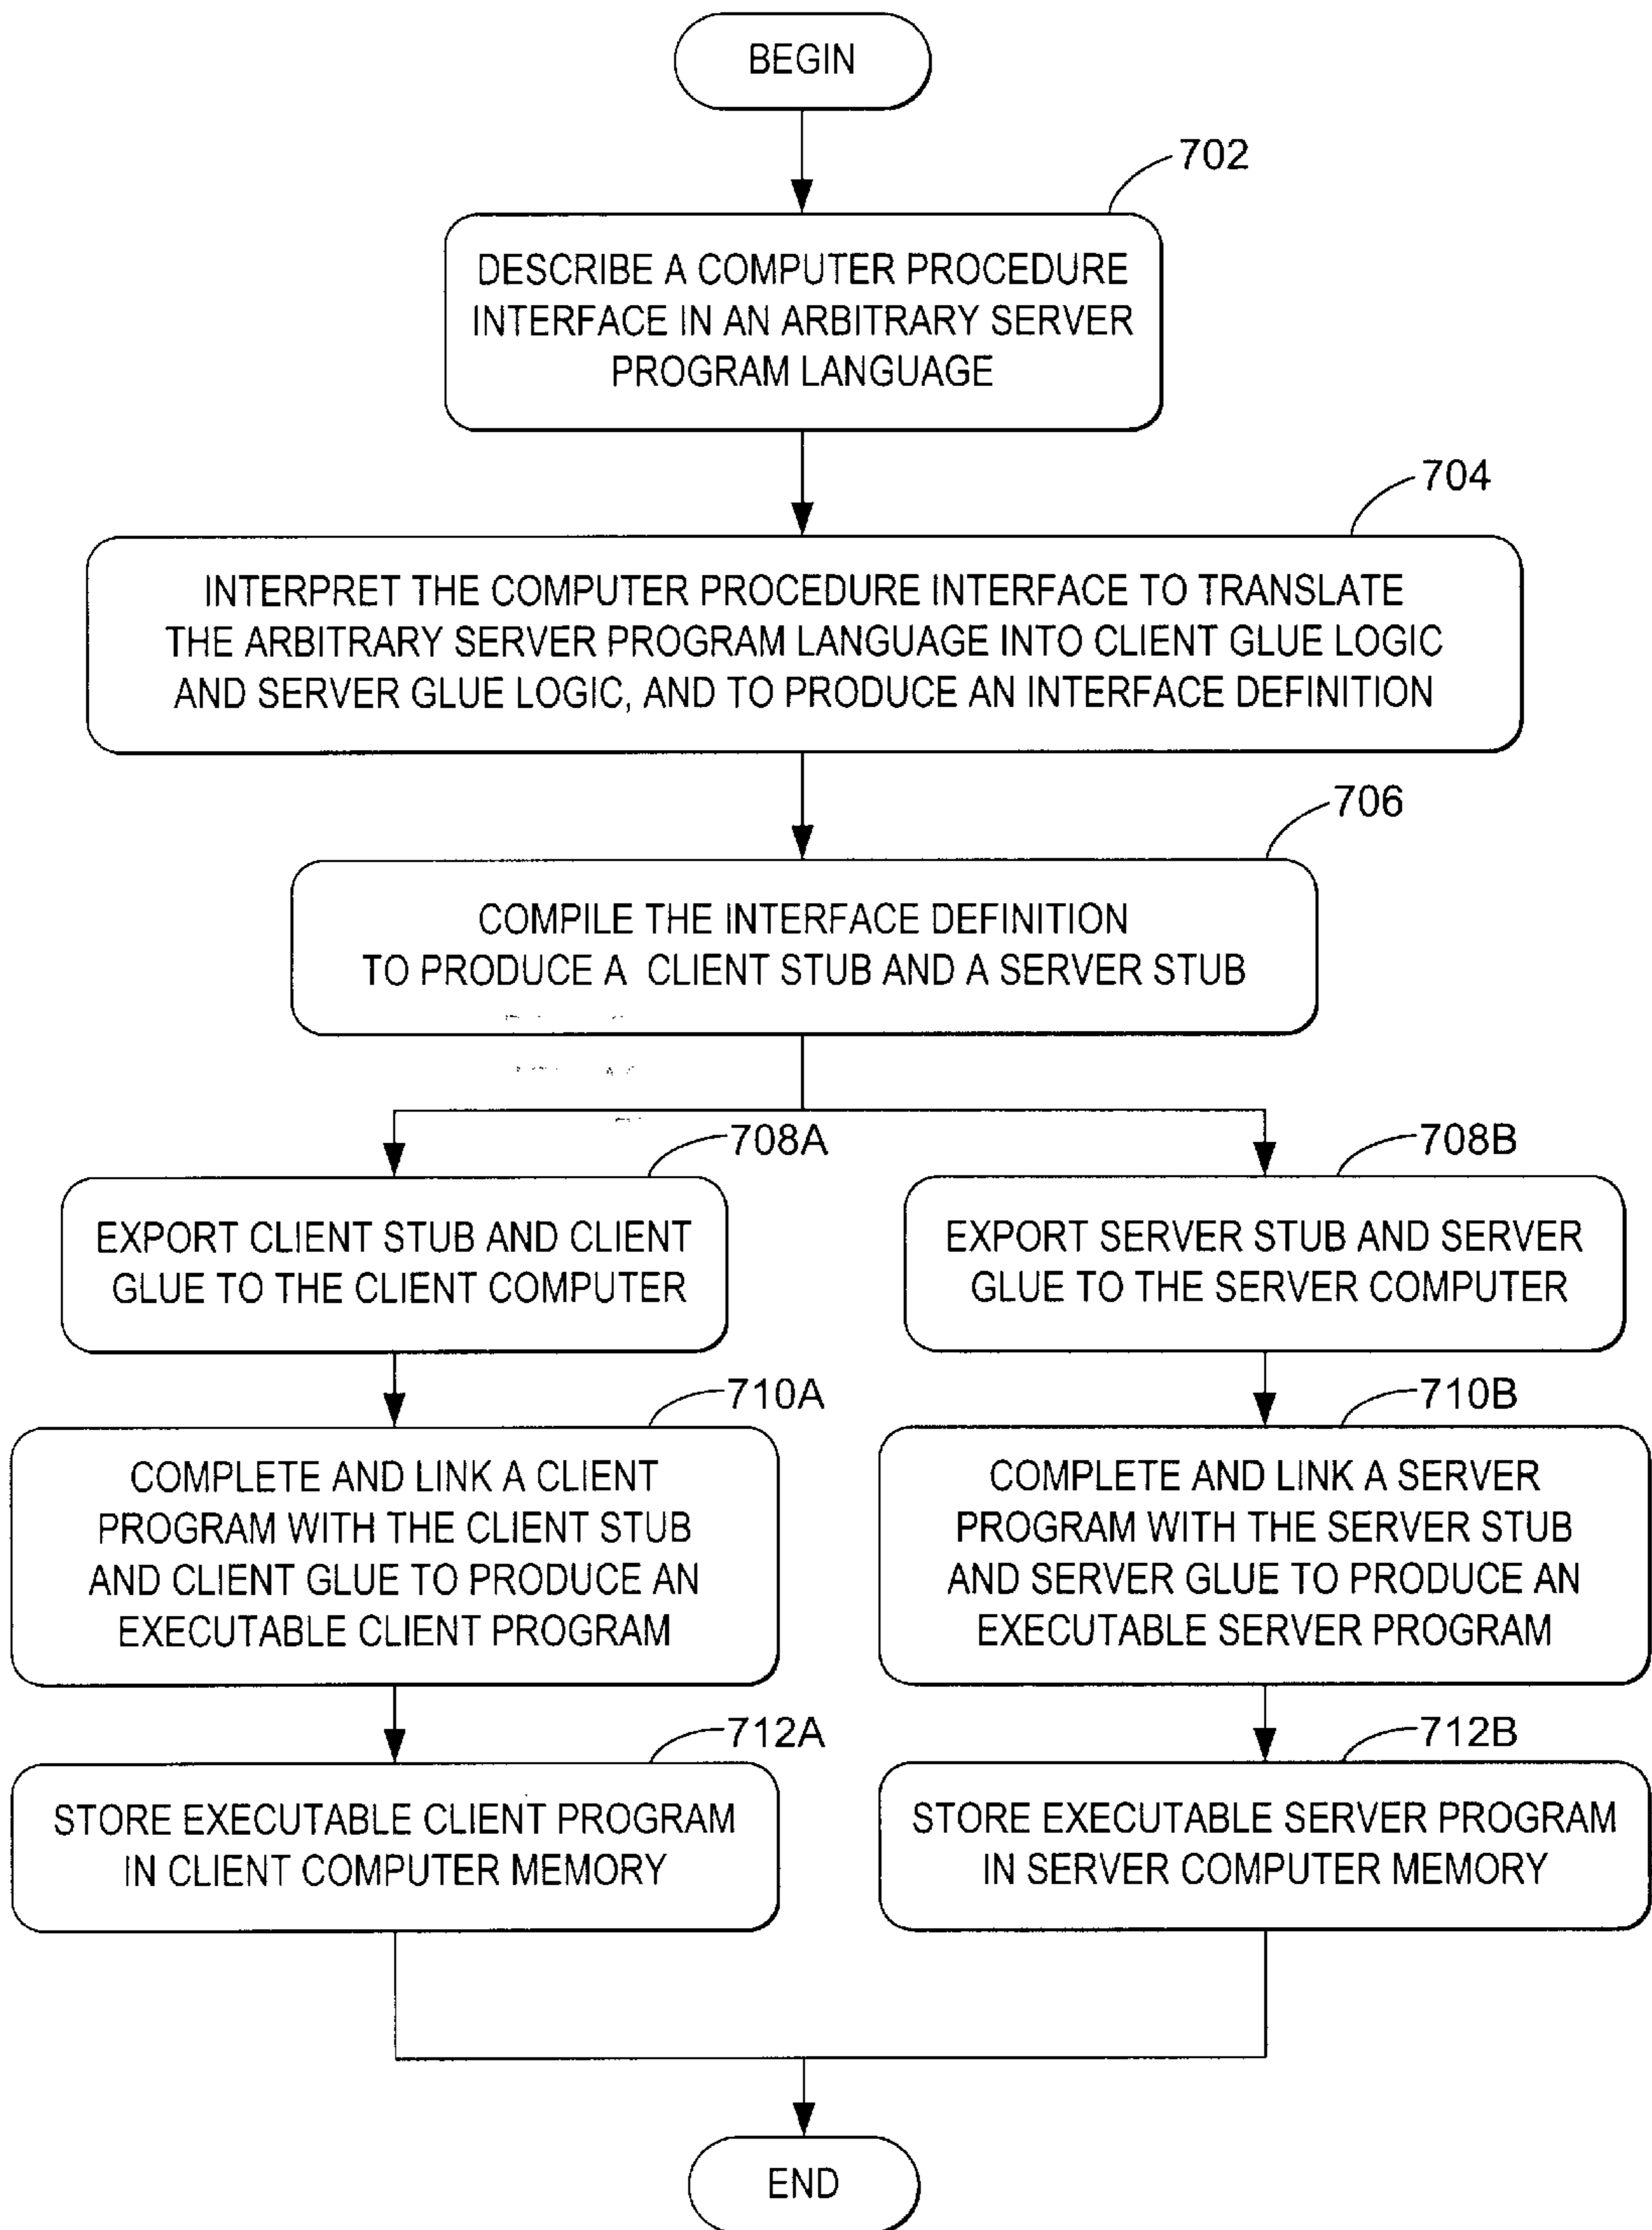 BEGIN
702
DESCRIBE A COMPUTER PROCEDURE
INTERFACE IN AN ARBITRARY SERVER
PROGRAM LANGUAGE
704
INTERPRET THE COMPUTER PROCEDURE INTERFACE TO TRANSLATE
THE ARBITRARY SERVER PROGRAM LANGUAGE INTO CLIENT GLUE LOGIC
AND SERVER GLUE LOGIC, AND TO PRODUCE AN INTERFACE DEFINITION
706
COMPILE THE INTERFACE DEFINITION
TO PRODUCE A CLIENT STUB AND A SERVER STUB
708A
EXPORT CLIENT STUB AND CLIENT
GLUE TO THE CLIENT COMPUTER
708B
EXPORT SERVER STUB AND SERVER
GLUE TO THE SERVER COMPUTER
710A
COMPLETE AND LINK A CLIENT
PROGRAM WITH THE CLIENT STUB
AND CLIENT GLUE TO PRODUCE AN
EXECUTABLE CLIENT PROGRAM
710B
COMPLETE AND LINK A SERVER
PROGRAM WITH THE SERVER STUB
AND SERVER GLUE TO PRODUCE AN
EXECUTABLE SERVER PROGRAM
712A
STORE EXECUTABLE CLIENT PROGRAM
IN CLIENT COMPUTER MEMORY
712B
STORE EXECUTABLE SERVER PROGRAM
IN SERVER COMPUTER MEMORY
END